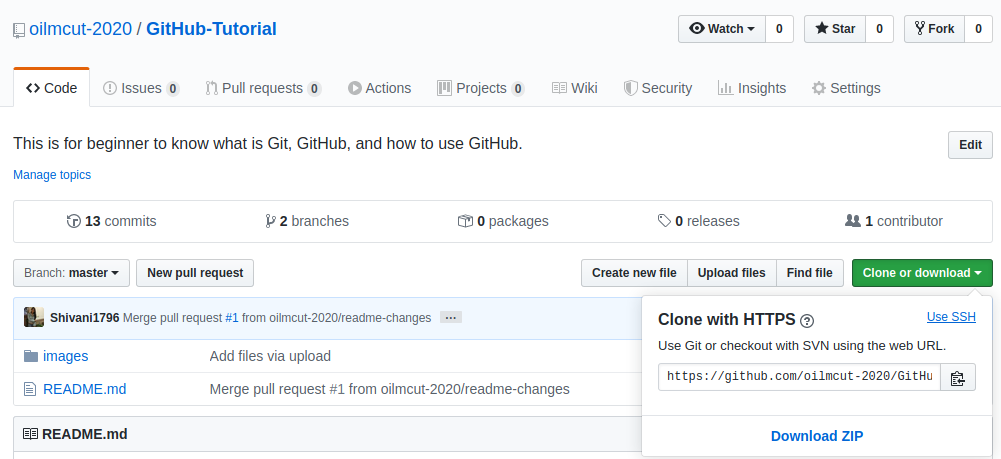 oilmcut-2020 / GitHub-Tutorial
Watch 0 Star 0 Fork 0
Code Issues 0 Pull requests 0 Actions Projects 0 Wiki Security Insights Settings
This is for beginner to know what is Git, GitHub, and how to use GitHub.
Edit
Manage topics
13 commits 2 branches 0 packages 0 releases 1 contributor
Branch: master New pull request Create new file Upload files Find file Clone or download
Shivani1796 Merge pull request #1 from oilmcut-2020/readme-changes ...
images Add files via upload
README.md Merge pull request #1 from oilmcut-2020/readme-changes
README.md
Clone with HTTPS ? Use SSH
Use Git or checkout with SVN using the web URL.
https://github.com/oilmcut-2020/GitHu
Download ZIP